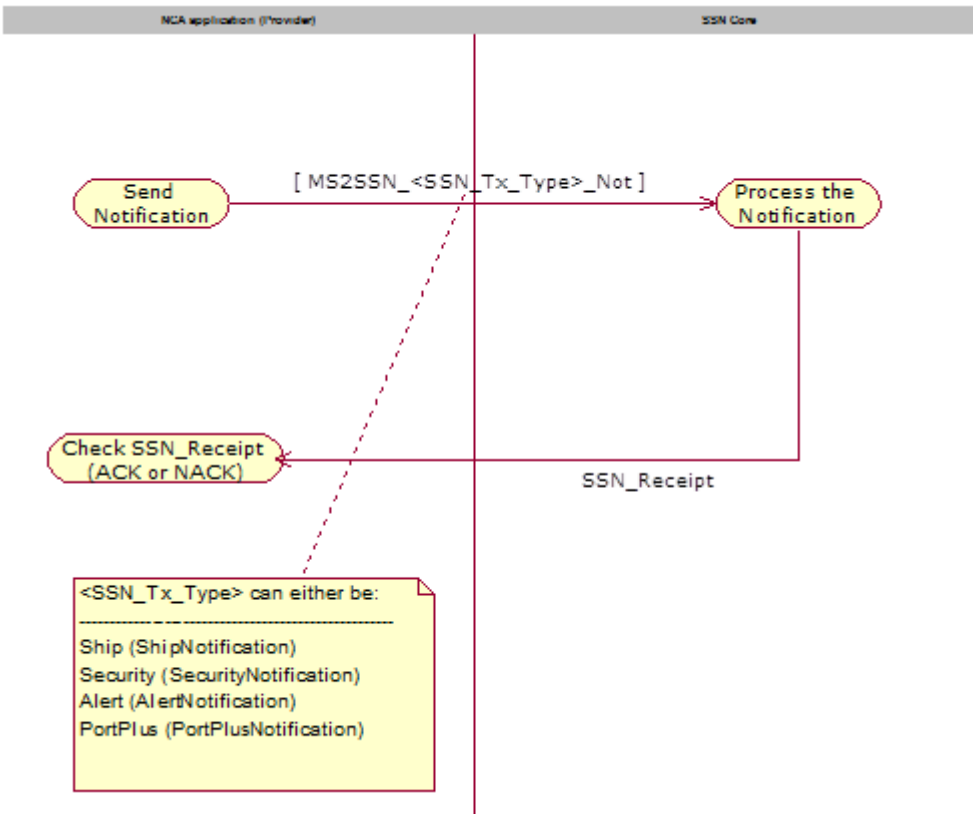 NCA application (Provider)
SSN Core
Send
Notification
[ MS2SSN_<SSN_Tx_Type>_Not ]
Process the
Notification
Check SSN_Receipt
(ACK or NACK)
SSN_Receipt
<SSN_Tx_Type> can either be:
Ship (ShipNotification)
Security (SecurityNotification)
Alert (AlertNotification)
PortPlus (PortPlusNotification)